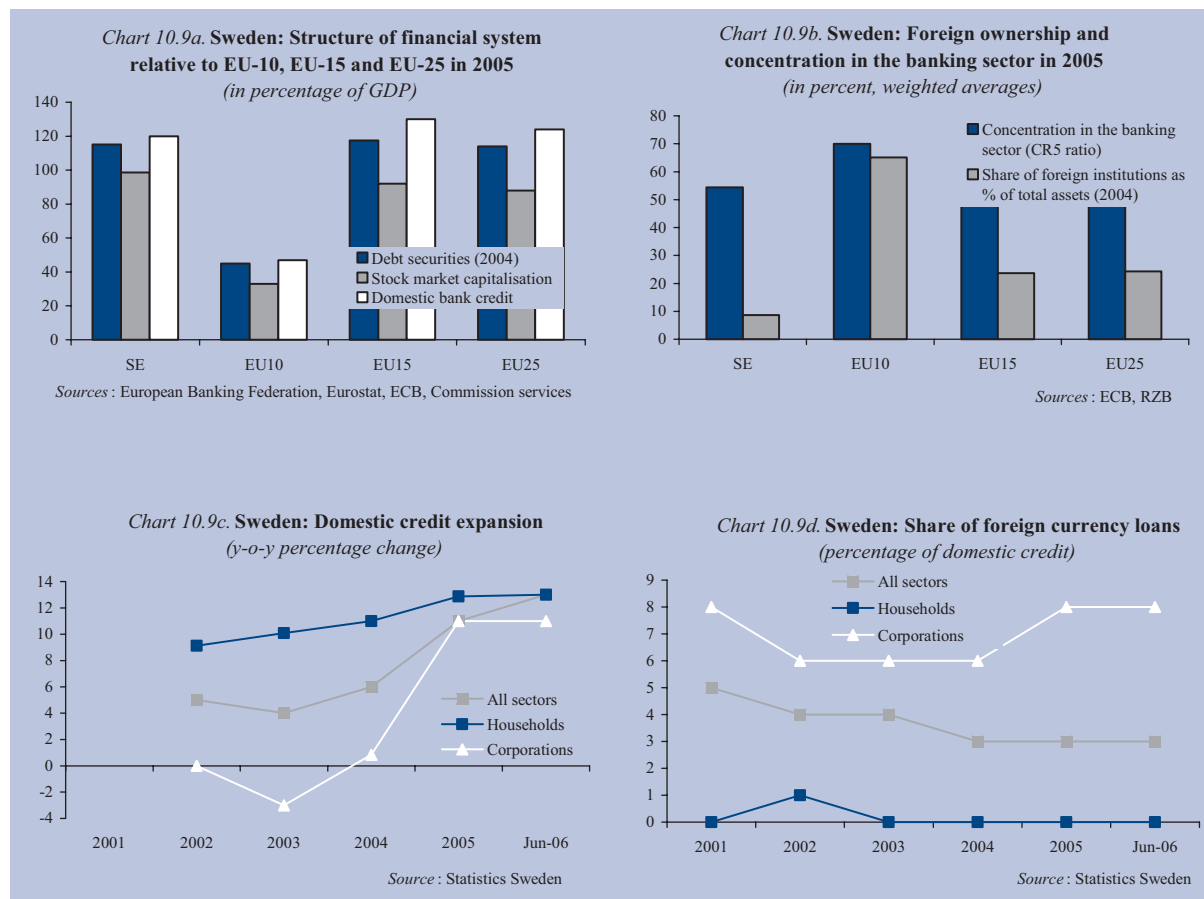 Chart 10.9a. Sweden: Structure of financial system
relative to EU-10, EU-15 and EU-25 in 2005
(in percentage of GDP)
140
120
100
80
60
40
20
0
Debt securities (2004)
Stock market capitalisation
Domestic bank credit
SE EU10 EU15 EU25
Sources : European Banking Federation, Eurostat, ECB, Commission services
Chart 10.9b. Sweden: Foreign ownership and
concentration in the banking sector in 2005
(in percent, weighted averages)
80
70
60
50
40
30
20
10
0
Concentration in the banking
sector (CR5 ratio)
Share of foreign institutions as
% of total assets (2004)
SE EU10 EU15 EU25
Sources : ECB, RZB
Chart 10.9c. Sweden: Domestic credit expansion
(y-o-y percentage change)
14
12
10
8
6
4
2
0
-2
-4
All sectors
Households
Corporations
2001 2002 2003 2004 2005 Jun-06
Source : Statistics Sweden
Chart 10.9d. Sweden: Share of foreign currency loans
(percentage of domestic credit)
9
8
7
6
5
4
3
2
1
0
All sectors
Households
Corporations
2001 2002 2003 2004 2005 Jun-06
Source : Statistics Sweden